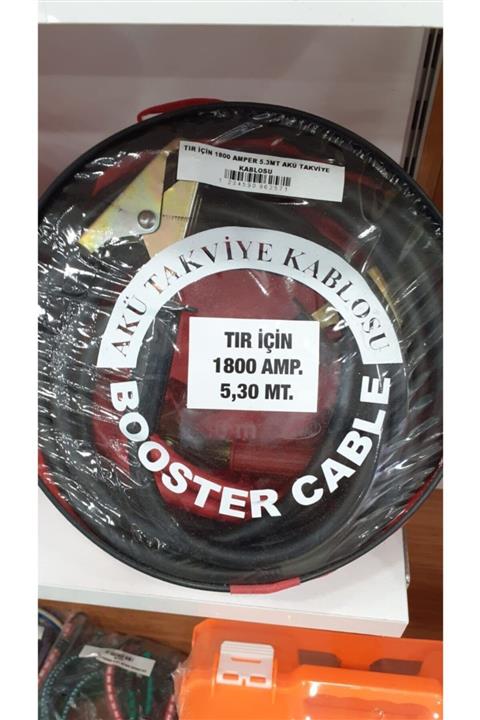 TIR İÇİN 1800 AMPER 5.3MT AKÜ TAKVİYE
KABLOSU
AKÜ TAKVİYE KABLOSU
TIR İÇİN
1800 AMP.
5,30 MT.
BOOSTER CABLE